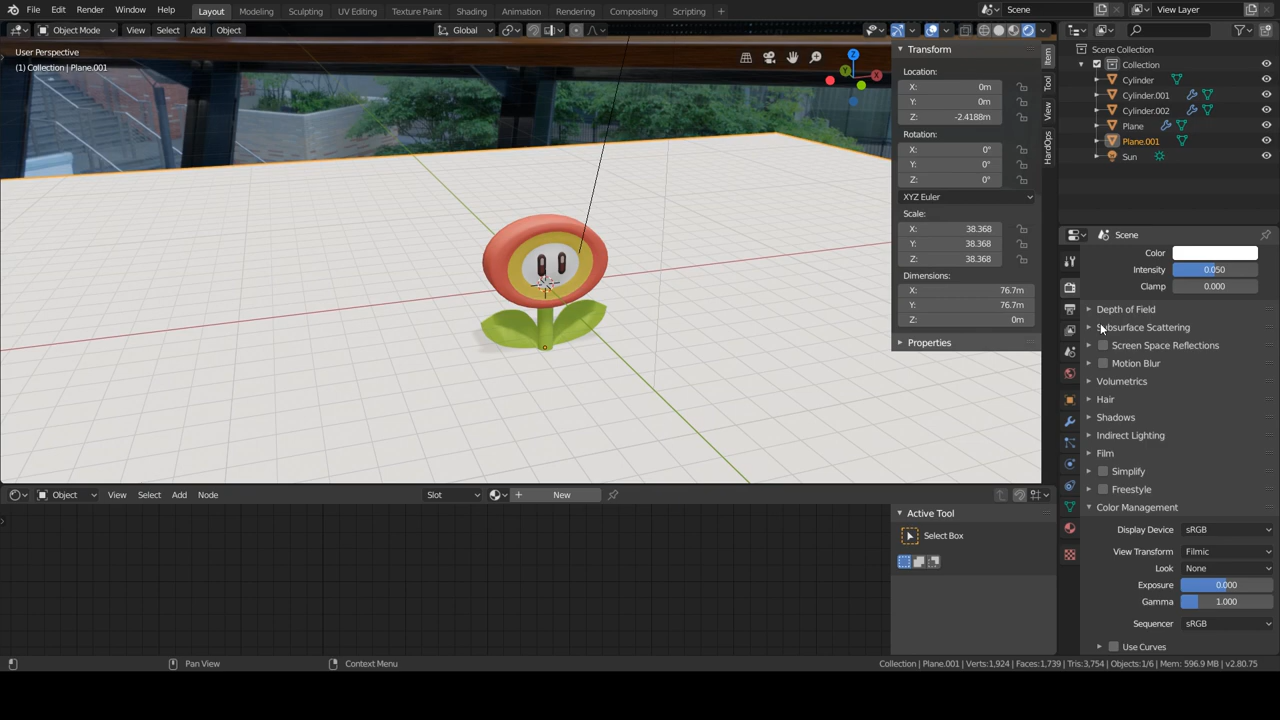 File Edit Render Window Help Layout Modeling Sculpting UV Editing Texture Paint Shading Animation Rendering Compositing Scripting + Scene View Layer
Object Mode View Select Add Object Global
User Perspective
(1) Collection | Plane.001
Transform
Location:
X: 0m
Y: 0m
Z: -2.4188m
Rotation:
X: 0°
Y: 0°
Z: 0°
XYZ Euler
Scale:
X: 38.368
Y: 38.368
Z: 38.368
Dimensions:
X: 76.7m
Y: 76.7m
Z: 0m
Properties
Item
Tool
View
HardOps
Z
Y
X
Scene Collection
Collection
Cylinder
Cylinder.001
Cylinder.002
Plane
Plane.001
Sun
Scene
Color
Intensity 0.050
Clamp 0.000
Depth of Field
Subsurface Scattering
Screen Space Reflections
Motion Blur
Volumetrics
Hair
Shadows
Indirect Lighting
Film
Simplify
Freestyle
Color Management
Display Device sRGB
View Transform Filmic
Look None
Exposure 0.000
Gamma 1.000
Sequencer sRGB
Use Curves
Object View Select Add Node Slot + New
Active Tool
Select Box
Pan View Context Menu Collection | Plane.001 | Verts:1,924 | Faces:1,739 | Tris:3,754 | Objects:1/6 | Mem: 596.9 MB | v2.80.75